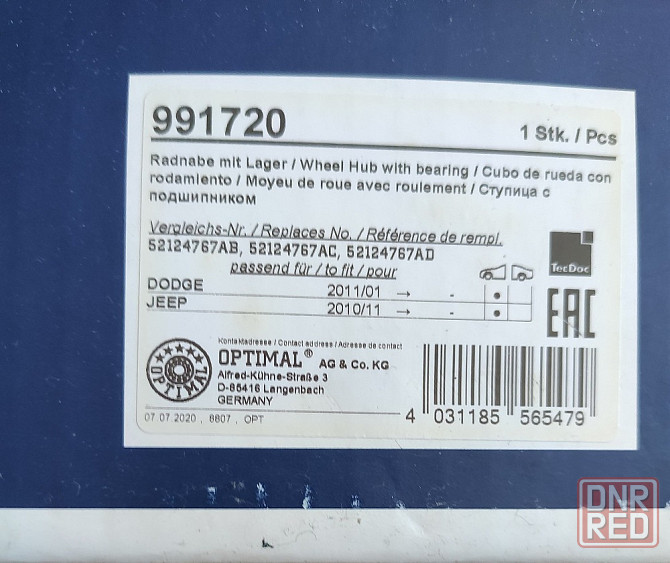 991720
1 Stk. / Pcs
Radnabe mit Lager / Wheel Hub with bearing / Cubo de rueda con
rodamiento / Moyeu de roue avec roulement / Ступица с
подшипником
Vergleichs-Nr. / Replaces No. / Référence de rempl.
52124767AB, 52124767AC, 52124767AD
passend für / to fit / pour
TecDoc
DODGE 2011/01 → - •
JEEP 2010/11 → - •
EAC
Kontaktadresse / Contact address / Adresse de contact
OPTIMAL® AG & Co. KG
Alfred-Kühne-Straße 3
D-85416 Langenbach
GERMANY
OPTIMAL
07.07.2020 , 8807 , OPT
4 031185 565479
DNR
RED